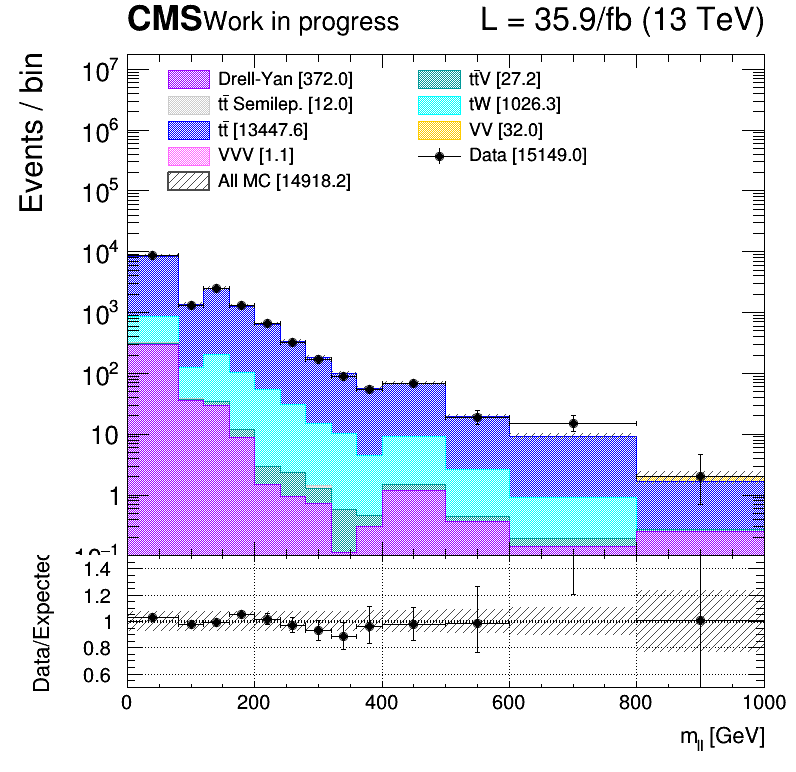 CMS Work in progress L = 35.9/fb (13 TeV)
Events / bin
Drell-Yan [372.0]
tt̄ Semilep. [12.0]
tt̄ [13447.6]
VVV [1.1]
All MC [14918.2]
tt̄V [27.2]
tW [1026.3]
VV [32.0]
Data [15149.0]
10⁷
10⁶
10⁵
10⁴
10³
10²
10
1
10⁻¹
Data/Expected
1.4
1.2
1
0.8
0.6
0 200 400 600 800 1000
mₗₗ [GeV]